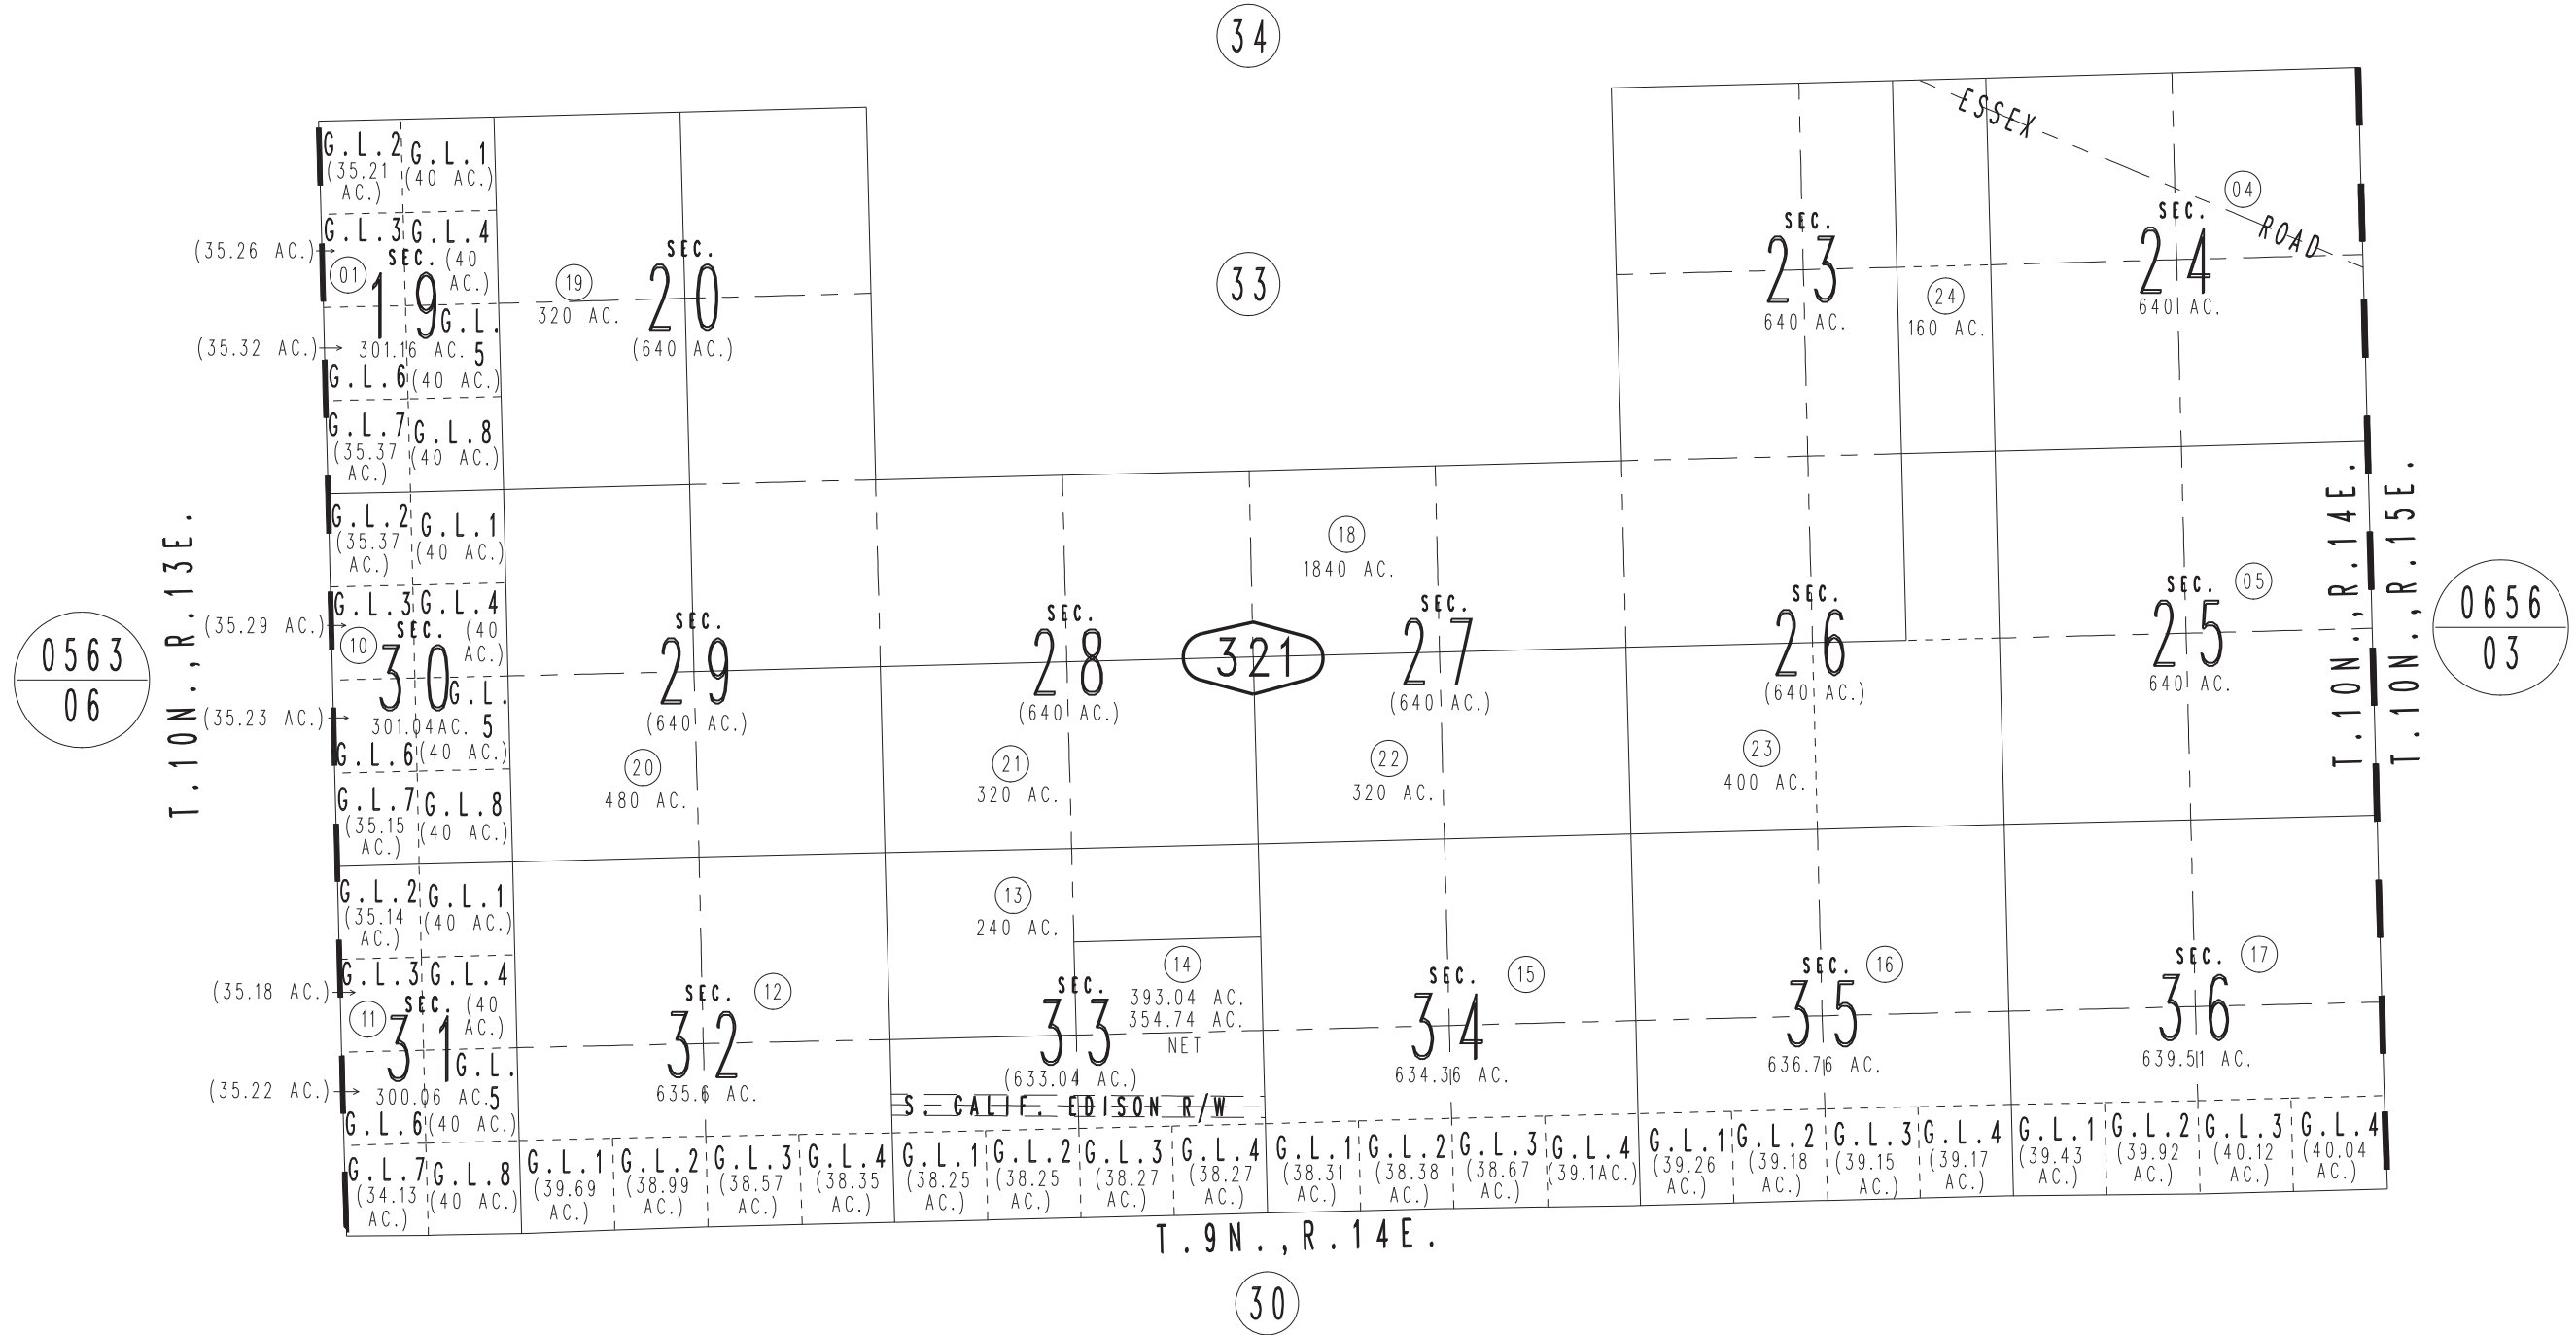 34
33
ESSEX
ROAD
04
G.L.2
(35.21
AC.)
G.L.1
(40 AC.)
(35.26 AC.)
G.L.3
G.L.4
(40
AC.)
01
SEC.
19
301.16 AC.
(35.32 AC.)
G.L.
5
(40 AC.)
G.L.6
G.L.7
(35.37
AC.)
G.L.8
(40 AC.)
19
320 AC.
SEC.
20
(640 AC.)
SEC.
23
640 AC.
24
160 AC.
SEC.
24
640 AC.
T.10N.,R.13E.
0563
06
G.L.2
(35.37
AC.)
G.L.1
(40 AC.)
(35.29 AC.)
G.L.3
G.L.4
(40
AC.)
10
SEC.
30
301.04AC.
(35.23 AC.)
G.L.
5
(40 AC.)
G.L.6
G.L.7
(35.15
AC.)
G.L.8
(40 AC.)
SEC.
29
(640 AC.)
20
480 AC.
SEC.
28
(640 AC.)
21
320 AC.
321
18
1840 AC.
SEC.
27
(640 AC.)
22
320 AC.
SEC.
26
(640 AC.)
23
400 AC.
SEC.
25
640 AC.
05
T.10N.,R.14E.
T.10N.,R.15E.
0656
03
G.L.2
(35.14
AC.)
G.L.1
(40 AC.)
(35.18 AC.)
G.L.3
G.L.4
(40
AC.)
11
SEC.
31
300.06 AC.
(35.22 AC.)
G.L.
5
(40 AC.)
G.L.6
G.L.7
(34.13
AC.)
G.L.8
(40 AC.)
SEC.
32
635.6 AC.
12
13
240 AC.
SEC.
33
(633.04 AC.)
14
393.04 AC.
354.74 AC.
NET
S. CALIF. EDISON R/W
SEC.
34
634.36 AC.
15
SEC.
35
636.76 AC.
16
SEC.
36
639.51 AC.
17
G.L.1
(39.69
AC.)
G.L.2
(38.99
AC.)
G.L.3
(38.57
AC.)
G.L.4
(38.35
AC.)
G.L.1
(38.25
AC.)
G.L.2
(38.25
AC.)
G.L.3
(38.27
AC.)
G.L.4
(38.27
AC.)
G.L.1
(38.31
AC.)
G.L.2
(38.38
AC.)
G.L.3
(38.67
AC.)
G.L.4
(39.1AC.)
G.L.1
(39.26
AC.)
G.L.2
(39.18
AC.)
G.L.3
(39.15
AC.)
G.L.4
(39.17
AC.)
G.L.1
(39.43
AC.)
G.L.2
(39.92
AC.)
G.L.3
(40.12
AC.)
G.L.4
(40.04
AC.)
T.9N.,R.14E.
30